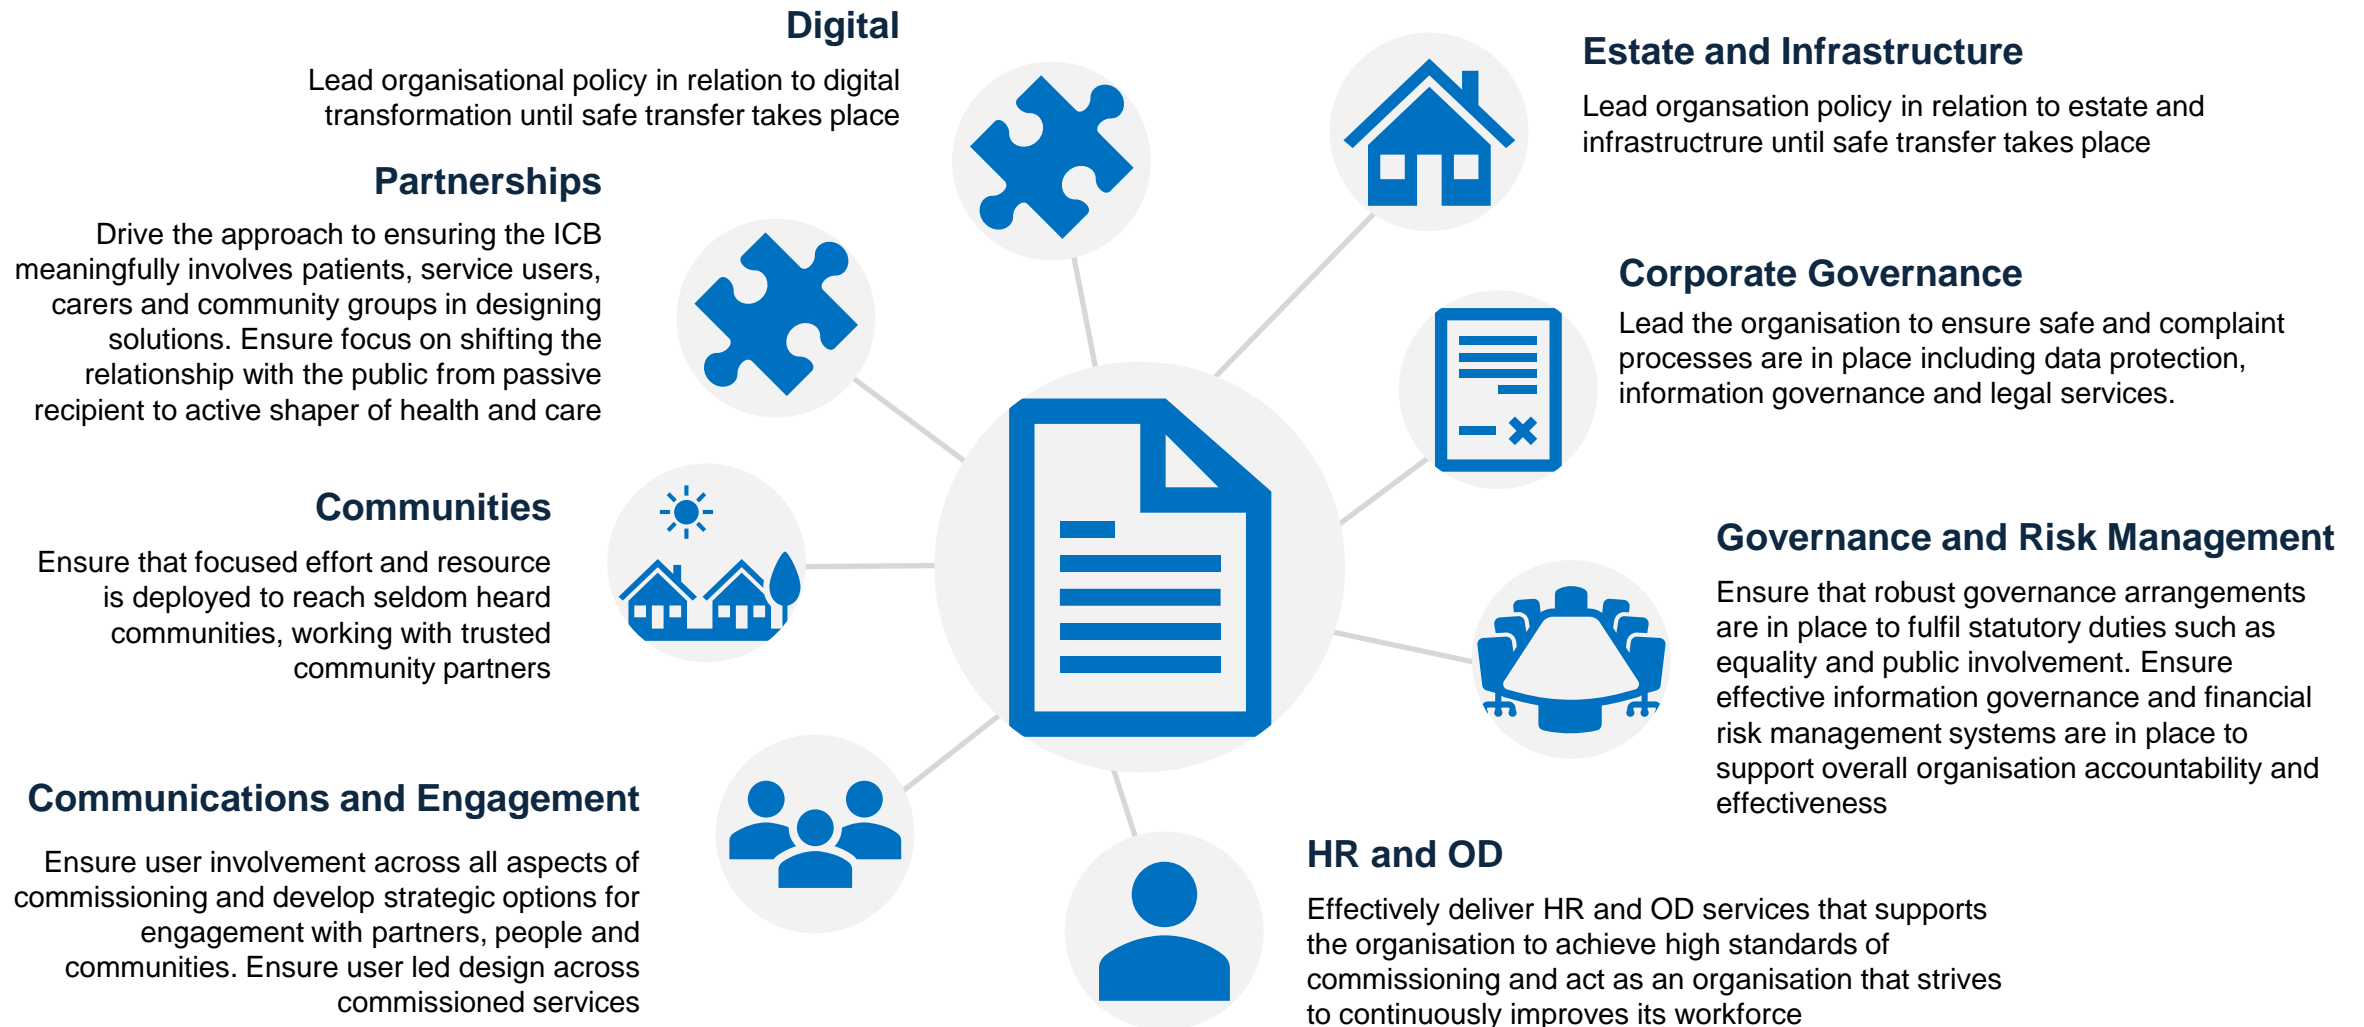 Digital
Lead organisational policy in relation to digital
transformation until safe transfer takes place
Partnerships
Drive the approach to ensuring the ICB
meaningfully involves patients, service users,
carers and community groups in designing
solutions. Ensure focus on shifting the
relationship with the public from passive
recipient to active shaper of health and care
Communities
Ensure that focused effort and resource
is deployed to reach seldom heard
communities, working with trusted
community partners
Communications and Engagement
Ensure user involvement across all aspects of
commissioning and develop strategic options for
engagement with partners, people and
communities. Ensure user led design across
commissioned services
Estate and Infrastructure
Lead organsation policy in relation to estate and
infrastructrure until safe transfer takes place
Corporate Governance
Lead the organisation to ensure safe and complaint
processes are in place including data protection,
information governance and legal services.
Governance and Risk Management
Ensure that robust governance arrangements
are in place to fulfil statutory duties such as
equality and public involvement. Ensure
effective information governance and financial
risk management systems are in place to
support overall organisation accountability and
effectiveness
HR and OD
Effectively deliver HR and OD services that supports
the organisation to achieve high standards of
commissioning and act as an organisation that strives
to continuously improves its workforce